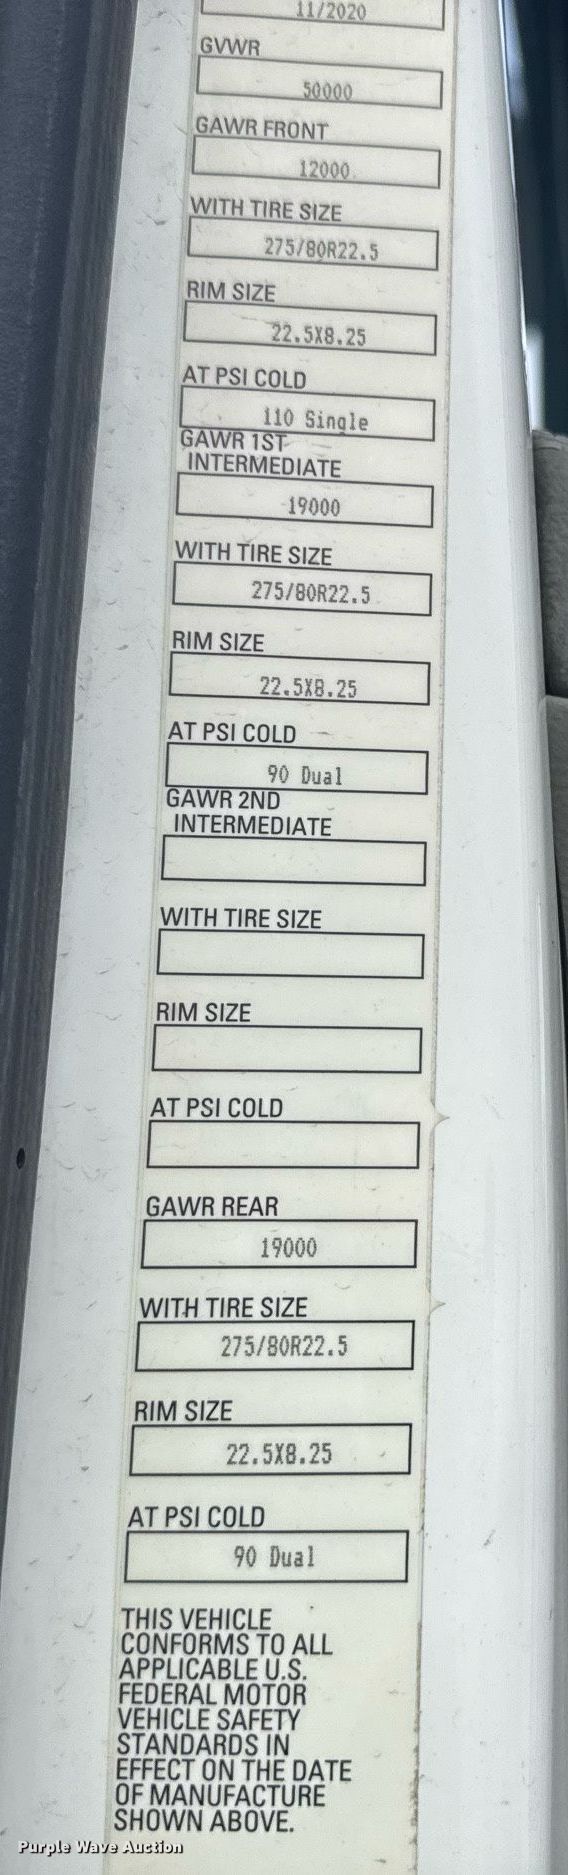 11/2020
GVWR
50000
GAWR FRONT
12000
WITH TIRE SIZE
275/80R22.5
RIM SIZE
22.5X8.25
AT PSI COLD
110 Single
GAWR 1ST
INTERMEDIATE
19000
WITH TIRE SIZE
275/80R22.5
RIM SIZE
22.5X8.25
AT PSI COLD
90 Dual
GAWR 2ND
INTERMEDIATE
WITH TIRE SIZE
RIM SIZE
AT PSI COLD
GAWR REAR
19000
WITH TIRE SIZE
275/80R22.5
RIM SIZE
22.5X8.25
AT PSI COLD
90 Dual
THIS VEHICLE
CONFORMS TO ALL
APPLICABLE U.S.
FEDERAL MOTOR
VEHICLE SAFETY
STANDARDS IN
EFFECT ON THE DATE
OF MANUFACTURE
SHOWN ABOVE.
Purple Wave Auction